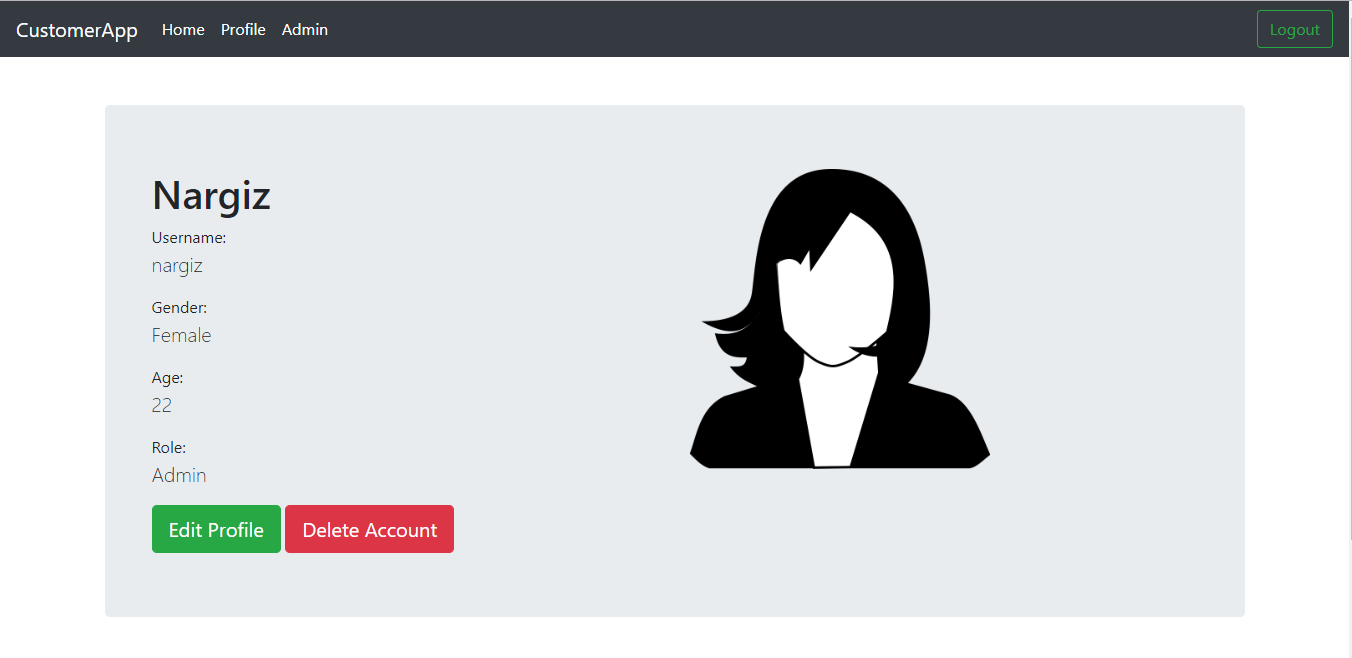 CustomerApp Home Profile Admin Logout
Nargiz
Username:
nargiz
Gender:
Female
Age:
22
Role:
Admin
Edit Profile Delete Account